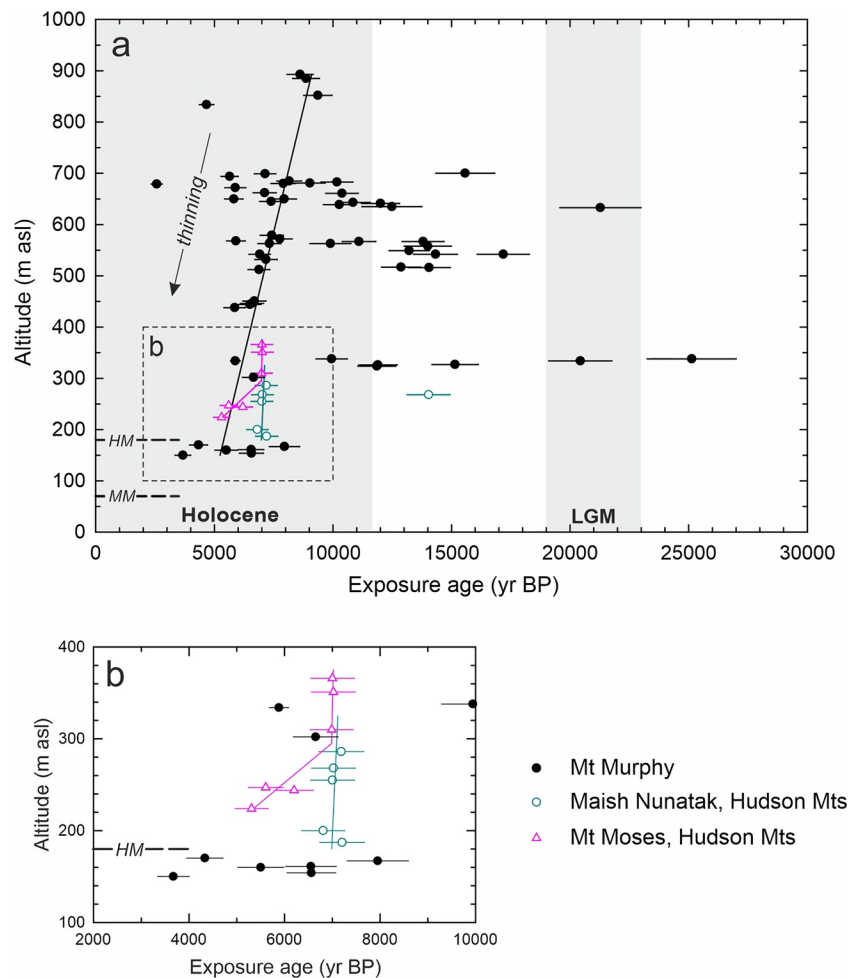 a
1000
900
800
700
600
500
400
300
200
100
0
Altitude (m asl)
thinning
b
HM
MM
Holocene
LGM
0 5000 10000 15000 20000 25000 30000
Exposure age (yr BP)
b
400
300
200
100
Altitude (m asl)
HM
2000 4000 6000 8000 10000
Exposure age (yr BP)
Mt Murphy
Maish Nunatak, Hudson Mts
Mt Moses, Hudson Mts